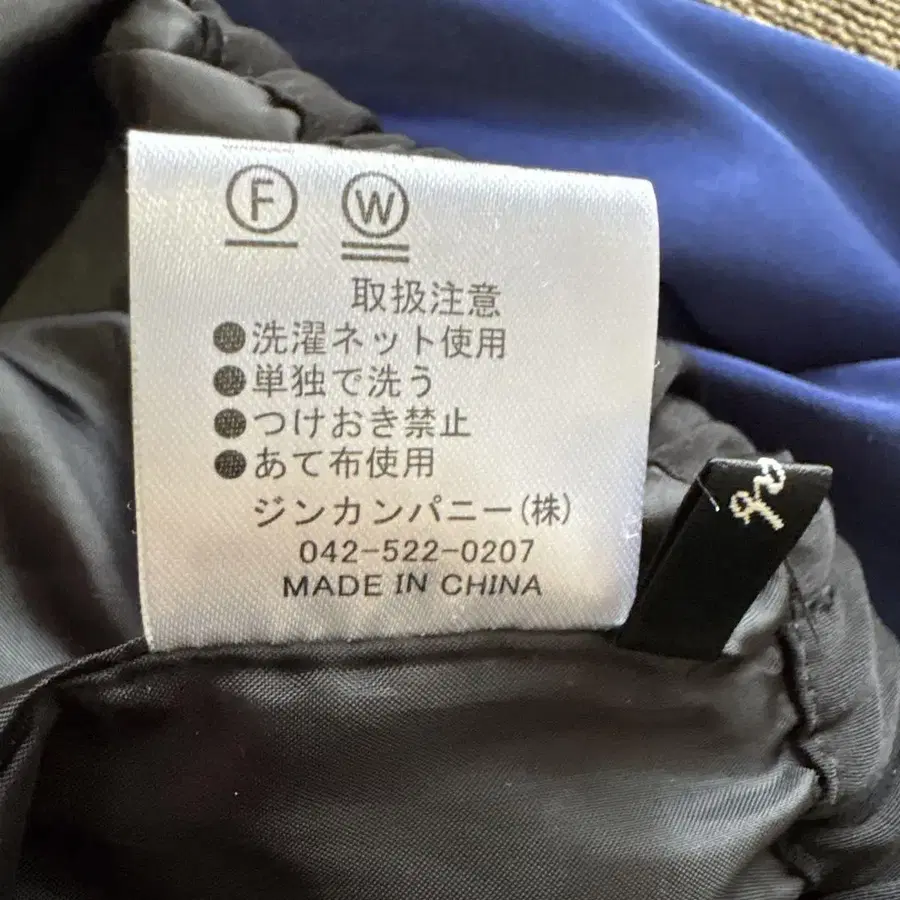 F W
取扱注意
●洗濯ネット使用
●単独で洗う
●つけおき禁止
●あて布使用
ジンカンパニー(株)
042-522-0207
MADE IN CHINA